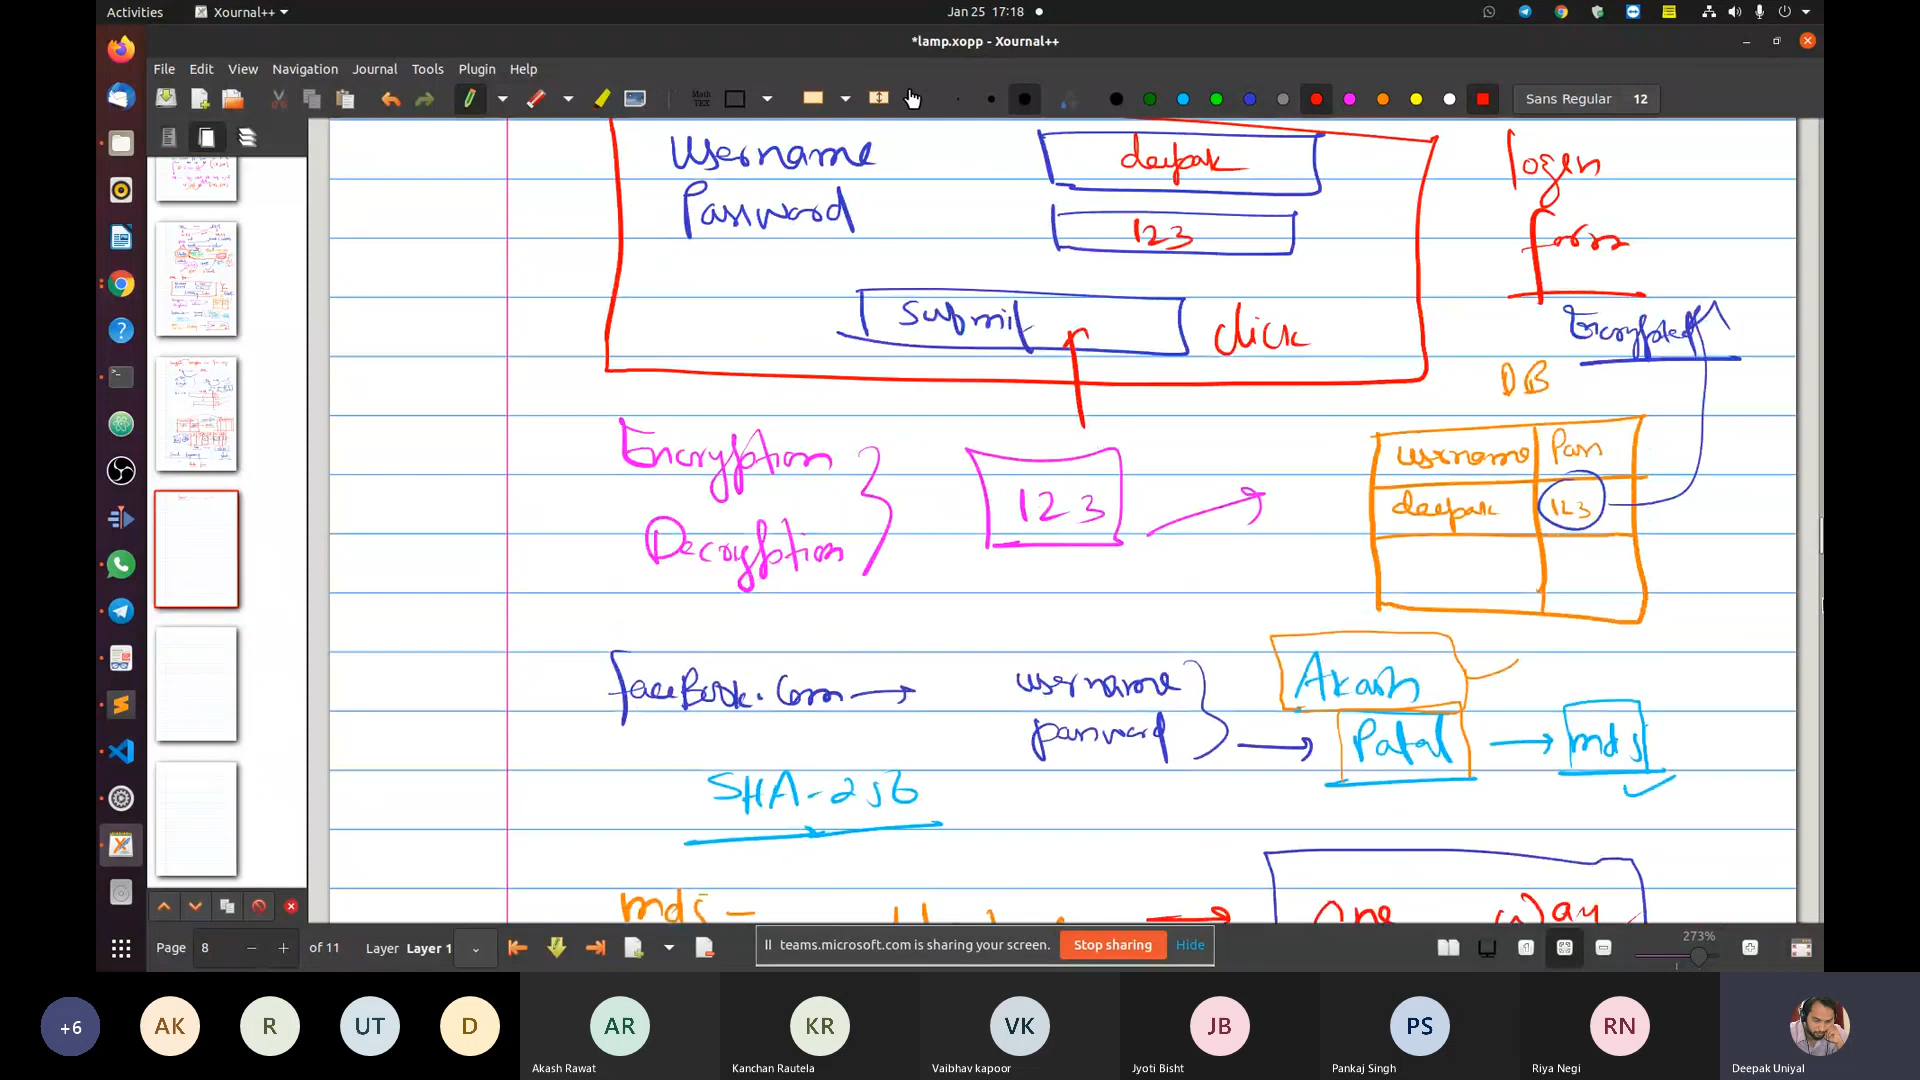 Activities
Xournal++
Jan 25 17:18
*lamp.xopp - Xournal++
File Edit View Navigation Journal Tools Plugin Help
Sans Regular 12
Username
deepak
login
Password
123
form
Submit
click
Encrypted
DB
Encryption
username
Pass
123
deepak
123
Decryption
facebook.com
username
Akash
password
Patal
md5
SHA-256
md5 -
One way
Page 8 of 11 Layer Layer 1
teams.microsoft.com is sharing your screen. Stop sharing Hide
273%
+6
AK
R
UT
D
AR
KR
VK
JB
PS
RN
Akash Rawat
Kanchan Rautela
Vaibhav kapoor
Jyoti Bisht
Pankaj Singh
Riya Negi
Deepak Uniyal